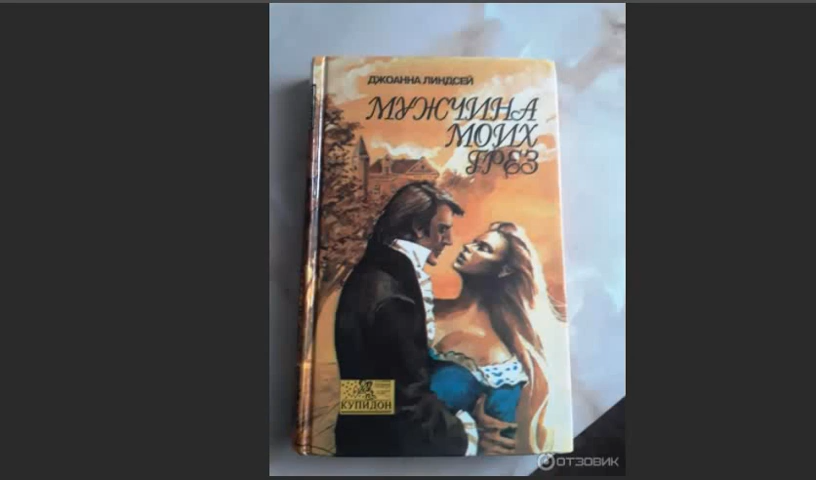 ДЖОАННА ЛИНДСЕЙ
МУЖЧИНА
МОИХ
ГРЕЗ
КУПИДОН
ОТЗОВИК